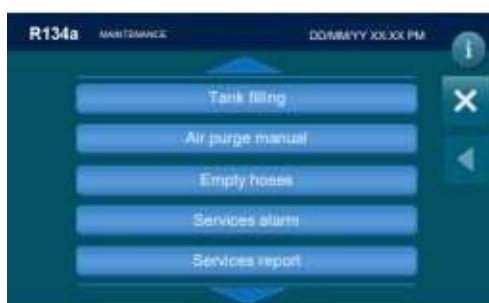 R134a MAINTENANCE DD/MM/YY XX:XX PM
Tank filling
Air purge manual
Empty hoses
Services alarm
Services report